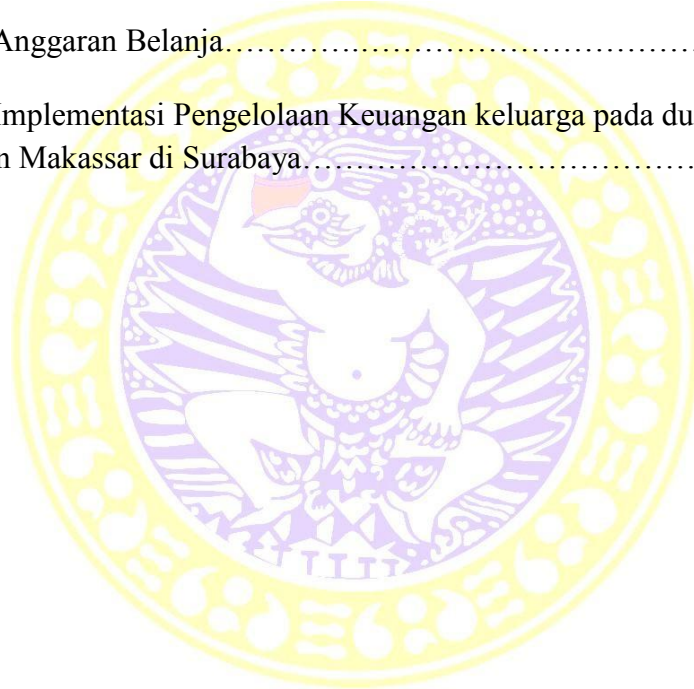 Anggaran Belanja……………………………………………
Implementasi Pengelolaan Keuangan keluarga pada du
n Makassar di Surabaya…………………………………